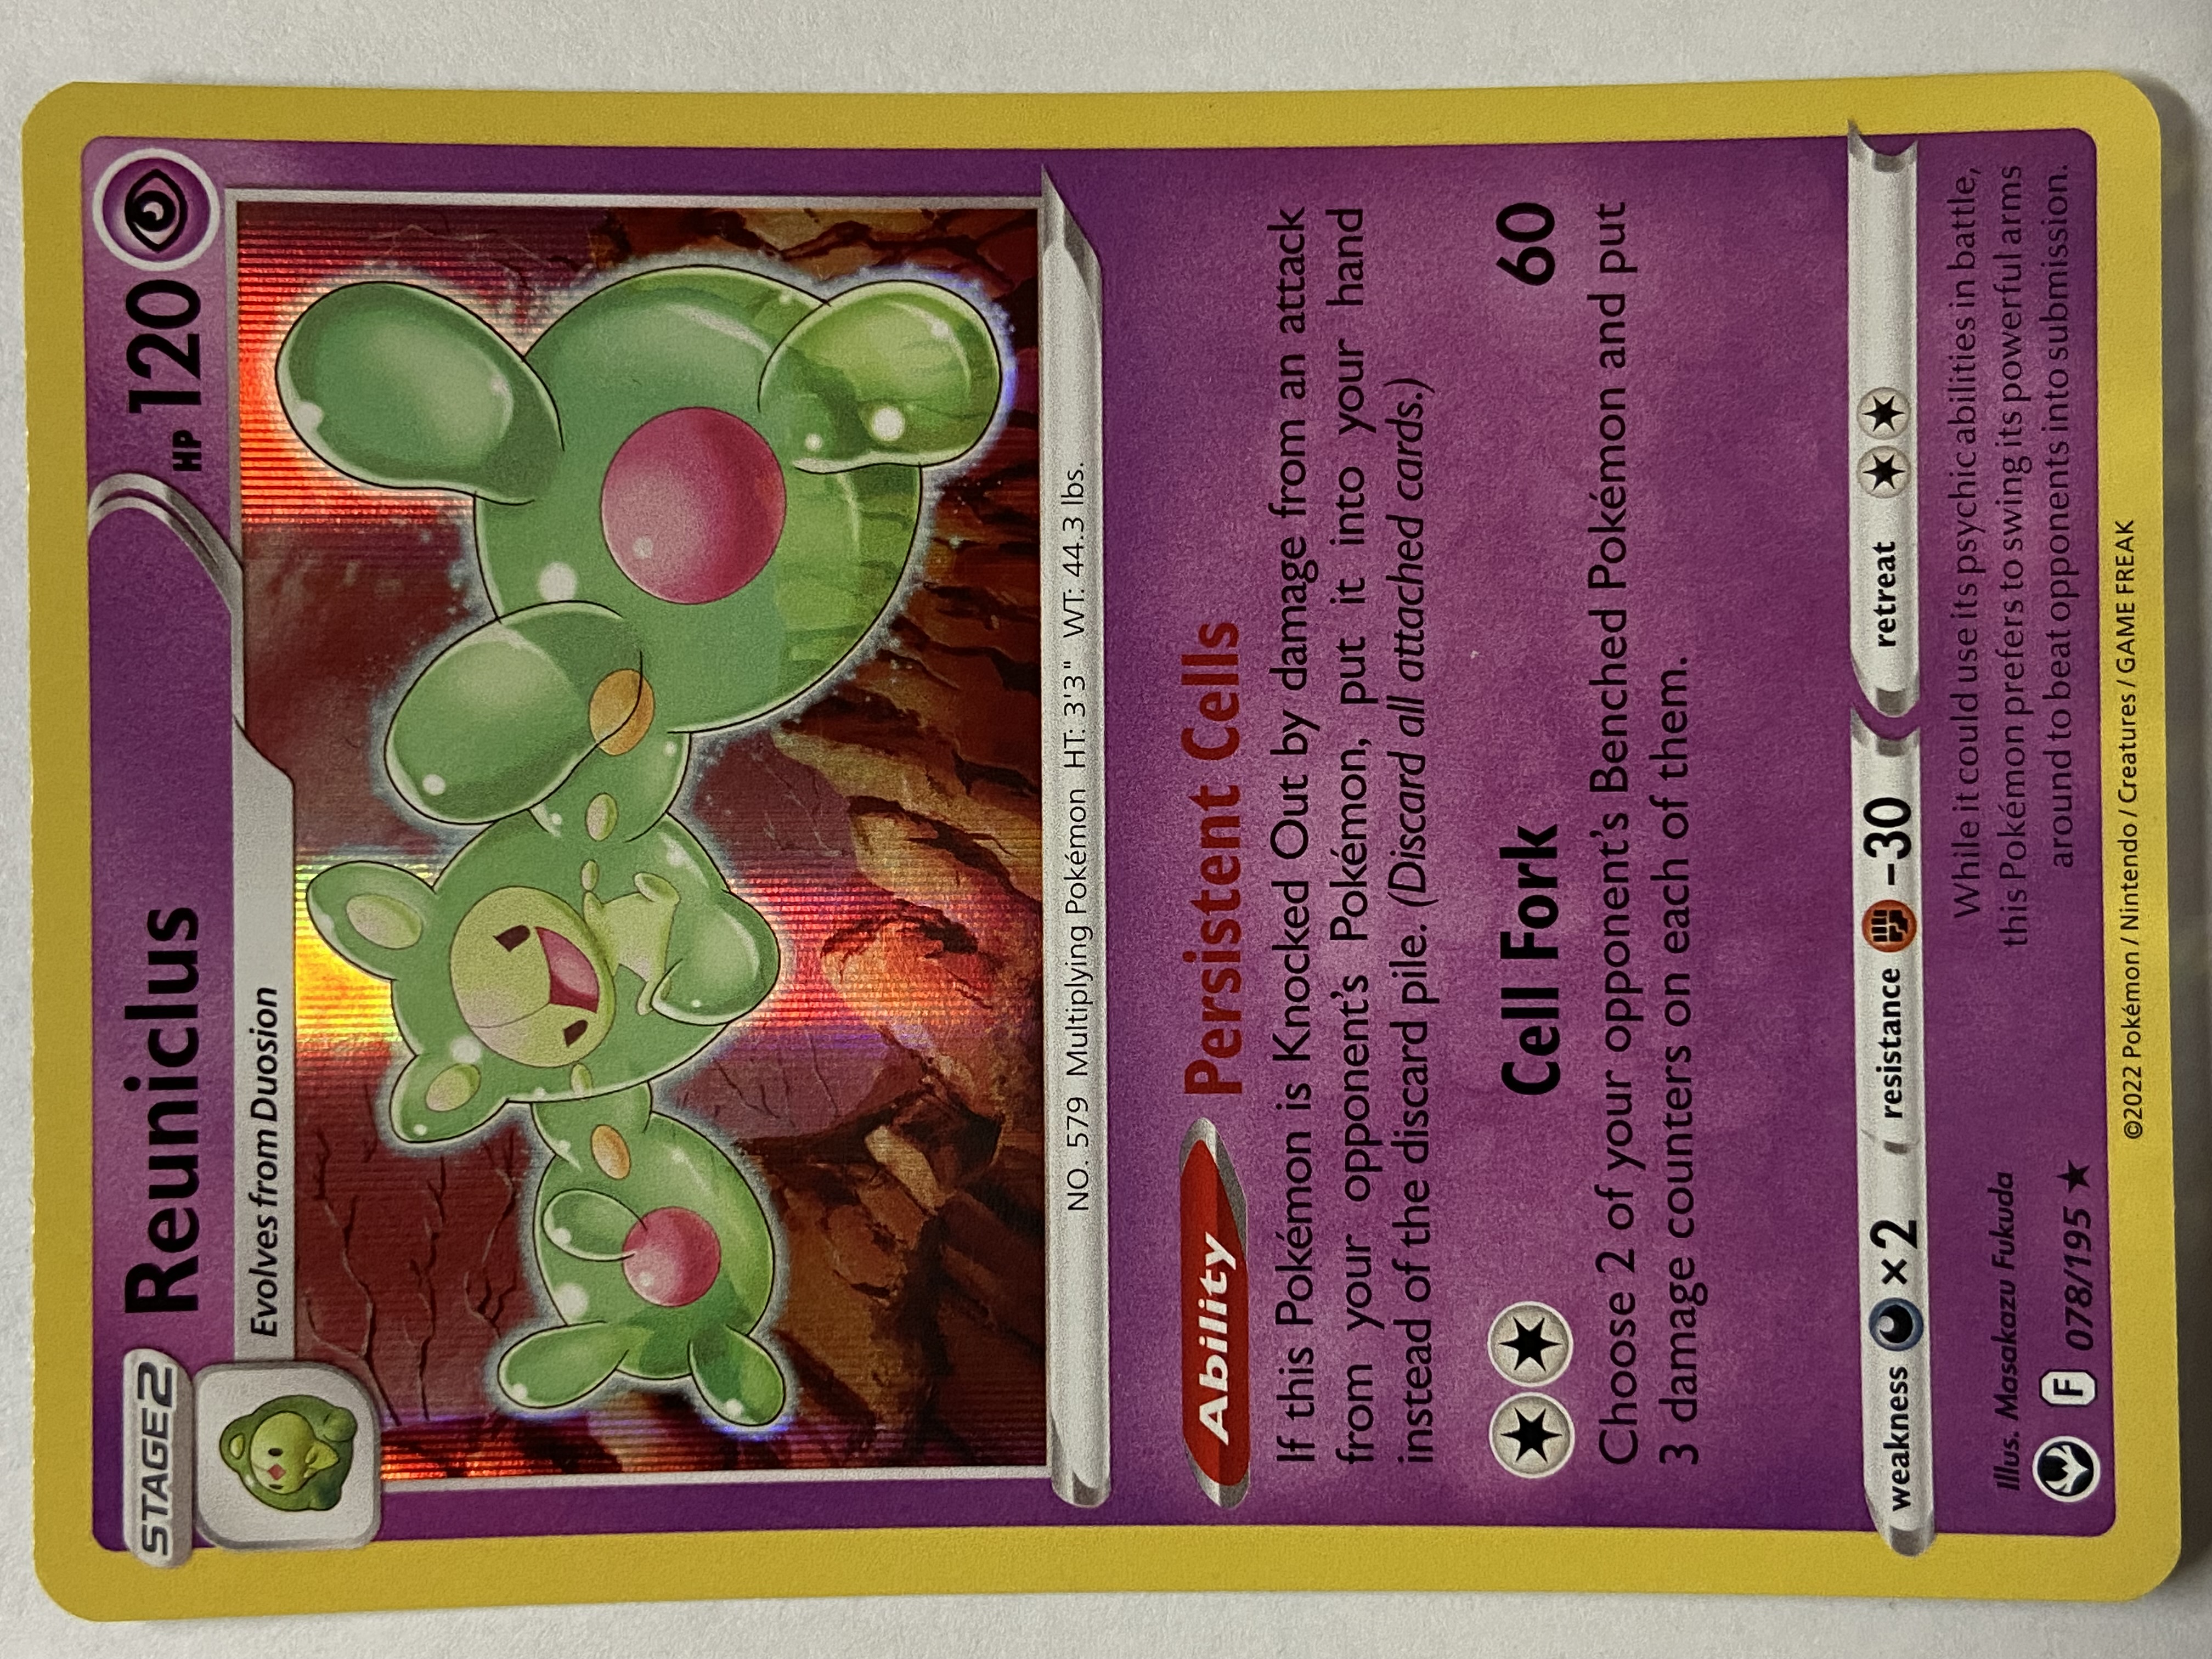 STAGE2
Reuniclus
HP 120
Evolves from Duosion
NO. 579 Multiplying Pokémon HT: 3'3" WT: 44.3 lbs.
Ability Persistent Cells
If this Pokémon is Knocked Out by damage from an attack
from your opponent’s Pokémon, put it into your hand
instead of the discard pile. (Discard all attached cards.)
Cell Fork 60
Choose 2 of your opponent’s Benched Pokémon and put
3 damage counters on each of them.
weakness ×2 resistance -30 retreat
While it could use its psychic abilities in battle,
this Pokémon prefers to swing its powerful arms
around to beat opponents into submission.
Illus. Masakazu Fukuda
F 078/195 ★
©2022 Pokémon / Nintendo / Creatures / GAME FREAK